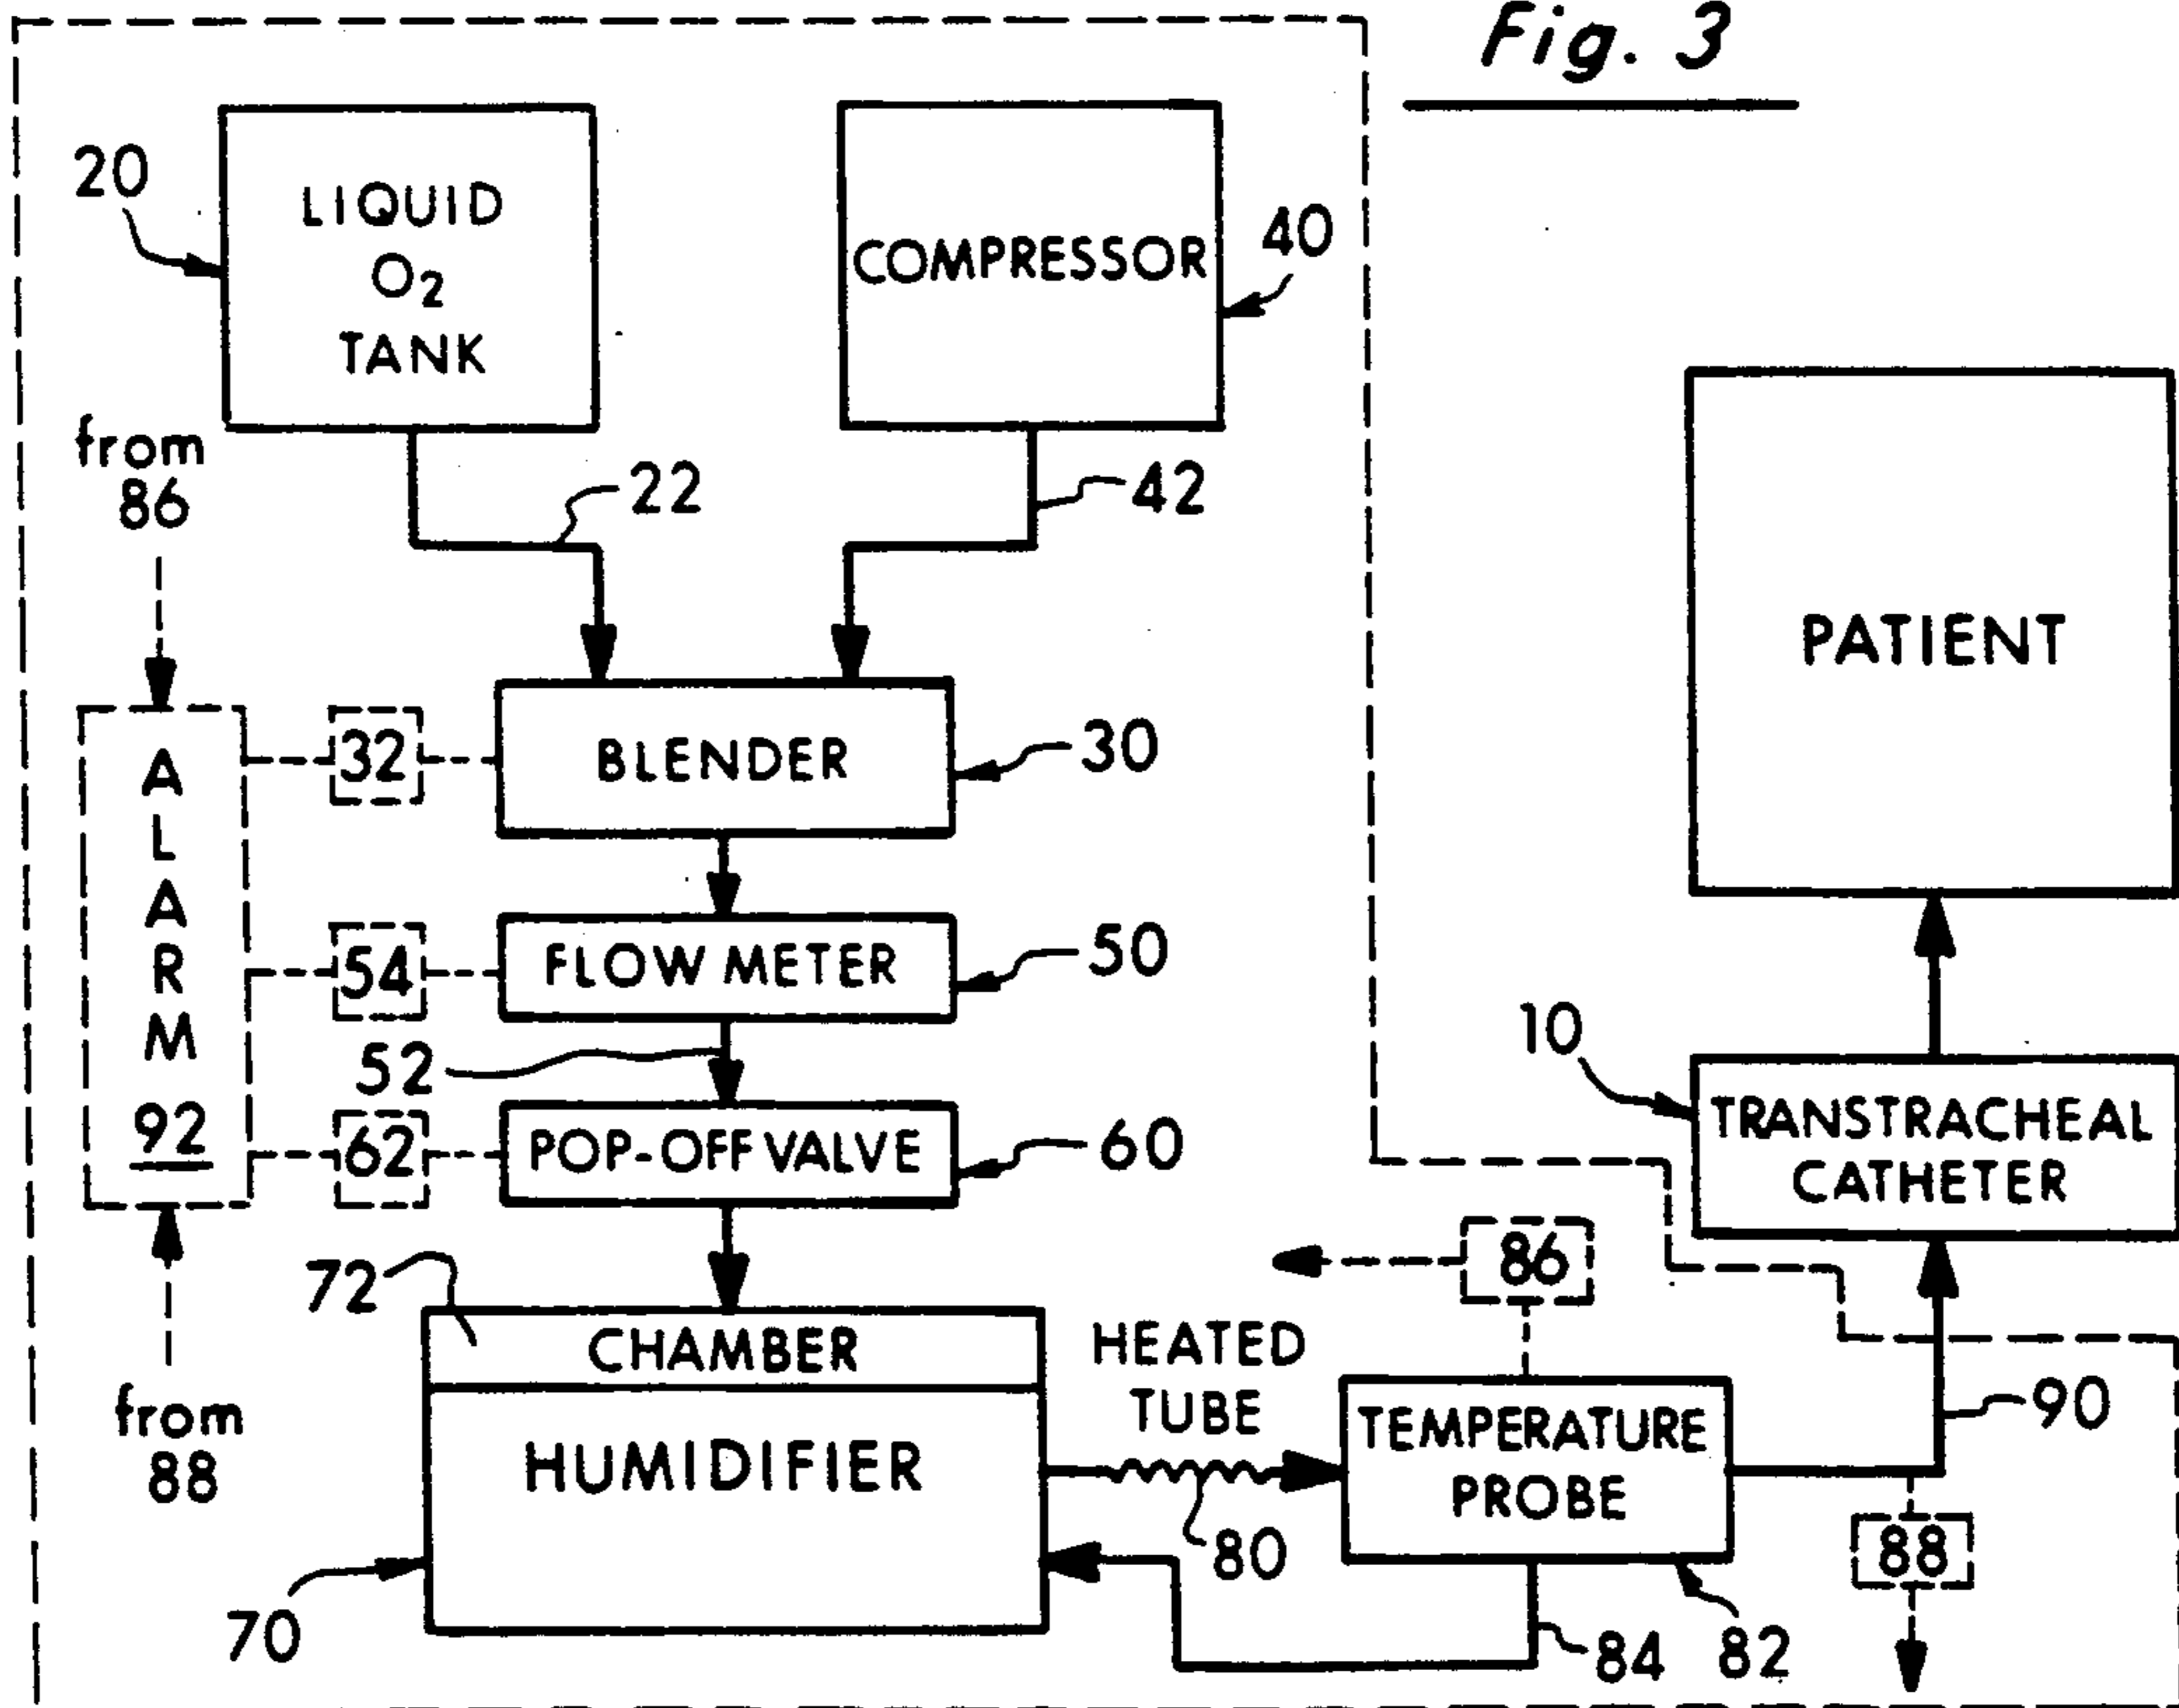 Fig. 3
20
LIQUID
O2
TANK
COMPRESSOR
40
from
86
22
42
PATIENT
32
BLENDER
30
ALARM
92
54
FLOW METER
50
52
10
TRANSTRACHEAL
CATHETER
62
POP-OFF VALVE
60
86
72
CHAMBER
HEATED
TUBE
from
88
HUMIDIFIER
TEMPERATURE
PROBE
90
80
88
70
84
82